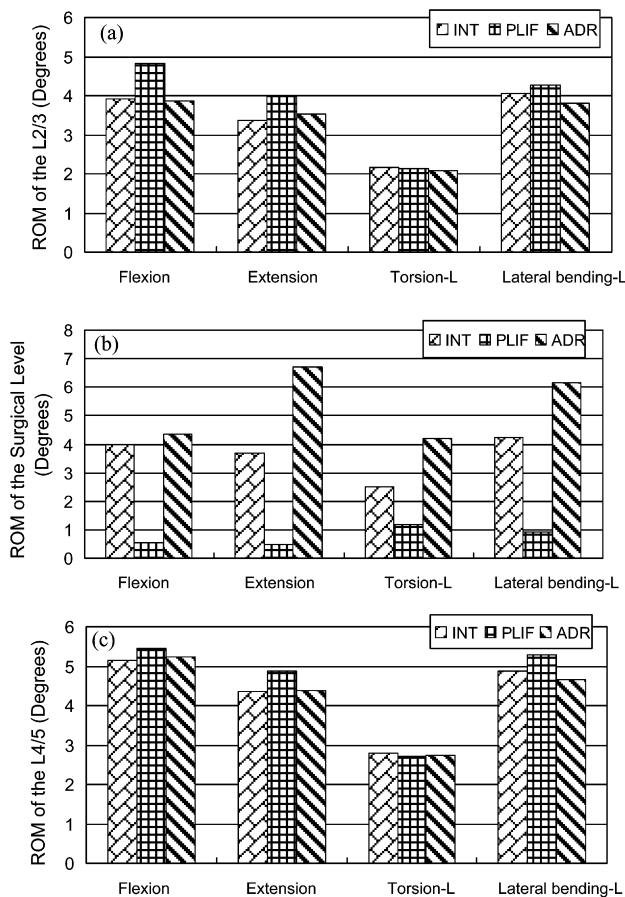 (a)
INT PLIF ADR
ROM of the L2/3 (Degrees)
6
5
4
3
2
1
0
Flexion Extension Torsion-L Lateral bending-L
(b)
INT PLIF ADR
ROM of the Surgical Level
(Degrees)
8
7
6
5
4
3
2
1
0
Flexion Extension Torsion-L Lateral bending-L
(c)
INT PLIF ADR
ROM of the L4/5 (Degrees)
6
5
4
3
2
1
0
Flexion Extension Torsion-L Lateral bending-L